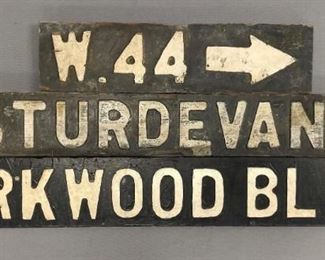 W. 44 →
STURDEVAN
RKWOOD BL